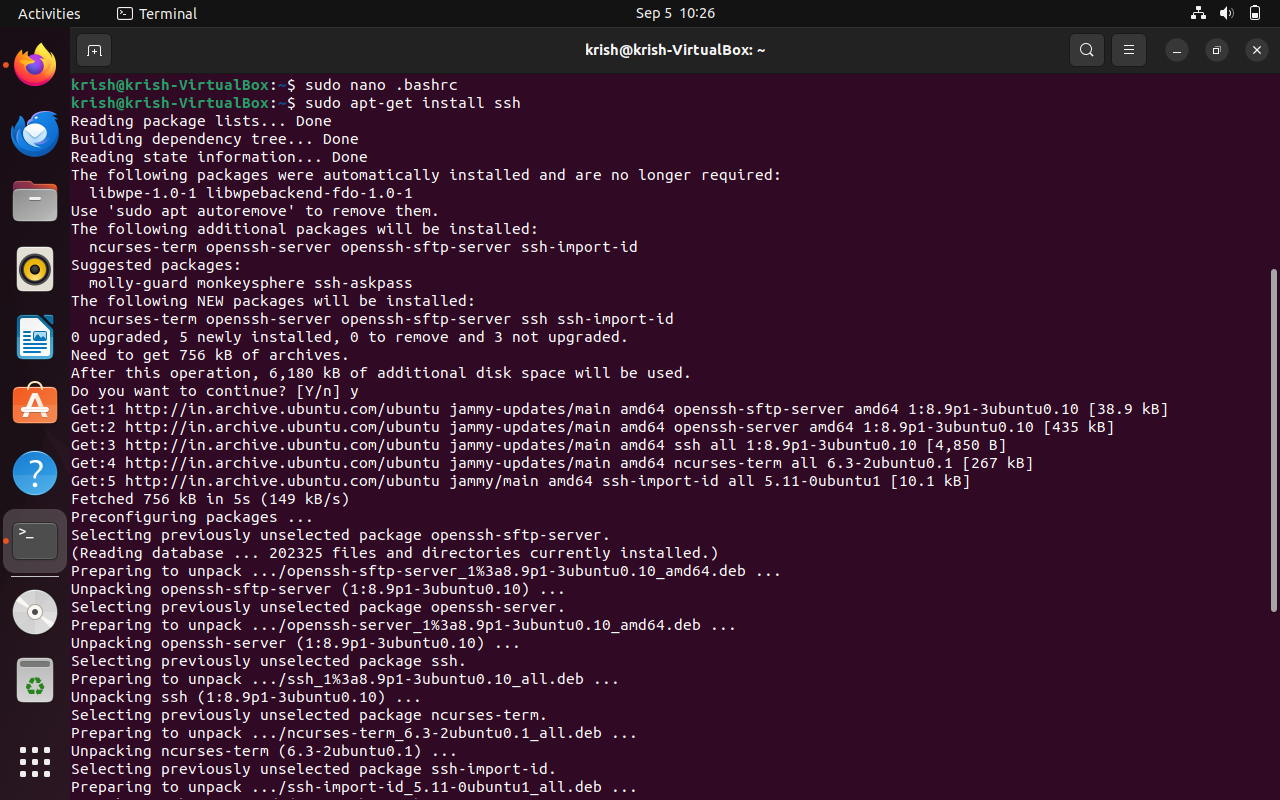 Activities
Terminal
Sep 5 10:26
krish@krish-VirtualBox: ~
krish@krish-VirtualBox:~$ sudo nano .bashrc
krish@krish-VirtualBox:~$ sudo apt-get install ssh
Reading package lists... Done
Building dependency tree... Done
Reading state information... Done
The following packages were automatically installed and are no longer required:
  libwpe-1.0-1 libwpebackend-fdo-1.0-1
Use 'sudo apt autoremove' to remove them.
The following additional packages will be installed:
  ncurses-term openssh-server openssh-sftp-server ssh-import-id
Suggested packages:
  molly-guard monkeysphere ssh-askpass
The following NEW packages will be installed:
  ncurses-term openssh-server openssh-sftp-server ssh ssh-import-id
0 upgraded, 5 newly installed, 0 to remove and 3 not upgraded.
Need to get 756 kB of archives.
After this operation, 6,180 kB of additional disk space will be used.
Do you want to continue? [Y/n] y
Get:1 http://in.archive.ubuntu.com/ubuntu jammy-updates/main amd64 openssh-sftp-server amd64 1:8.9p1-3ubuntu0.10 [38.9 kB]
Get:2 http://in.archive.ubuntu.com/ubuntu jammy-updates/main amd64 openssh-server amd64 1:8.9p1-3ubuntu0.10 [435 kB]
Get:3 http://in.archive.ubuntu.com/ubuntu jammy-updates/main amd64 ssh all 1:8.9p1-3ubuntu0.10 [4,850 B]
Get:4 http://in.archive.ubuntu.com/ubuntu jammy-updates/main amd64 ncurses-term all 6.3-2ubuntu0.1 [267 kB]
Get:5 http://in.archive.ubuntu.com/ubuntu jammy/main amd64 ssh-import-id all 5.11-0ubuntu1 [10.1 kB]
Fetched 756 kB in 5s (149 kB/s)
Preconfiguring packages ...
Selecting previously unselected package openssh-sftp-server.
(Reading database ... 202325 files and directories currently installed.)
Preparing to unpack .../openssh-sftp-server_1%3a8.9p1-3ubuntu0.10_amd64.deb ...
Unpacking openssh-sftp-server (1:8.9p1-3ubuntu0.10) ...
Selecting previously unselected package openssh-server.
Preparing to unpack .../openssh-server_1%3a8.9p1-3ubuntu0.10_amd64.deb ...
Unpacking openssh-server (1:8.9p1-3ubuntu0.10) ...
Selecting previously unselected package ssh.
Preparing to unpack .../ssh_1%3a8.9p1-3ubuntu0.10_all.deb ...
Unpacking ssh (1:8.9p1-3ubuntu0.10) ...
Selecting previously unselected package ncurses-term.
Preparing to unpack .../ncurses-term_6.3-2ubuntu0.1_all.deb ...
Unpacking ncurses-term (6.3-2ubuntu0.1) ...
Selecting previously unselected package ssh-import-id.
Preparing to unpack .../ssh-import-id_5.11-0ubuntu1_all.deb ...